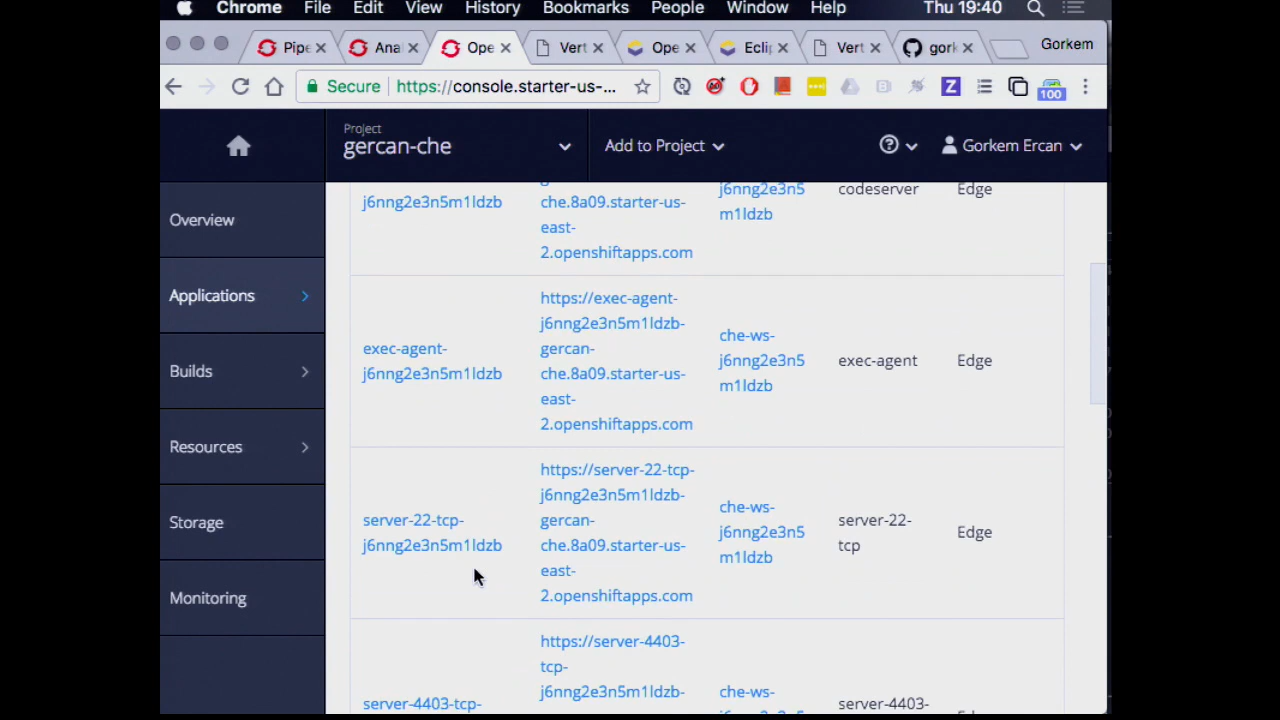 Chrome File Edit View History Bookmarks People Window Help Thu 19:40
Pipe Anal Ope Vert Ope Eclip Vert gork Gorkem
Secure https://console.starter-us-... Z 100
Project
gercan-che
Add to Project
Gorkem Ercan
Overview
Applications
Builds
Resources
Storage
Monitoring
j6nng2e3n5m1ldzb
che.8a09.starter-us-
east-
2.openshiftapps.com
j6nng2e3n5
m1ldzb
codeserver
Edge
exec-agent-
j6nng2e3n5m1ldzb
https://exec-agent-
j6nng2e3n5m1ldzb-
gercan-
che.8a09.starter-us-
east-
2.openshiftapps.com
che-ws-
j6nng2e3n5
m1ldzb
exec-agent
Edge
server-22-tcp-
j6nng2e3n5m1ldzb
https://server-22-tcp-
j6nng2e3n5m1ldzb-
gercan-
che.8a09.starter-us-
east-
2.openshiftapps.com
che-ws-
j6nng2e3n5
m1ldzb
server-22-
tcp
Edge
server-4403-tcp-
https://server-4403-
tcp-
j6nng2e3n5m1ldzb-
che-ws-
server-4403-